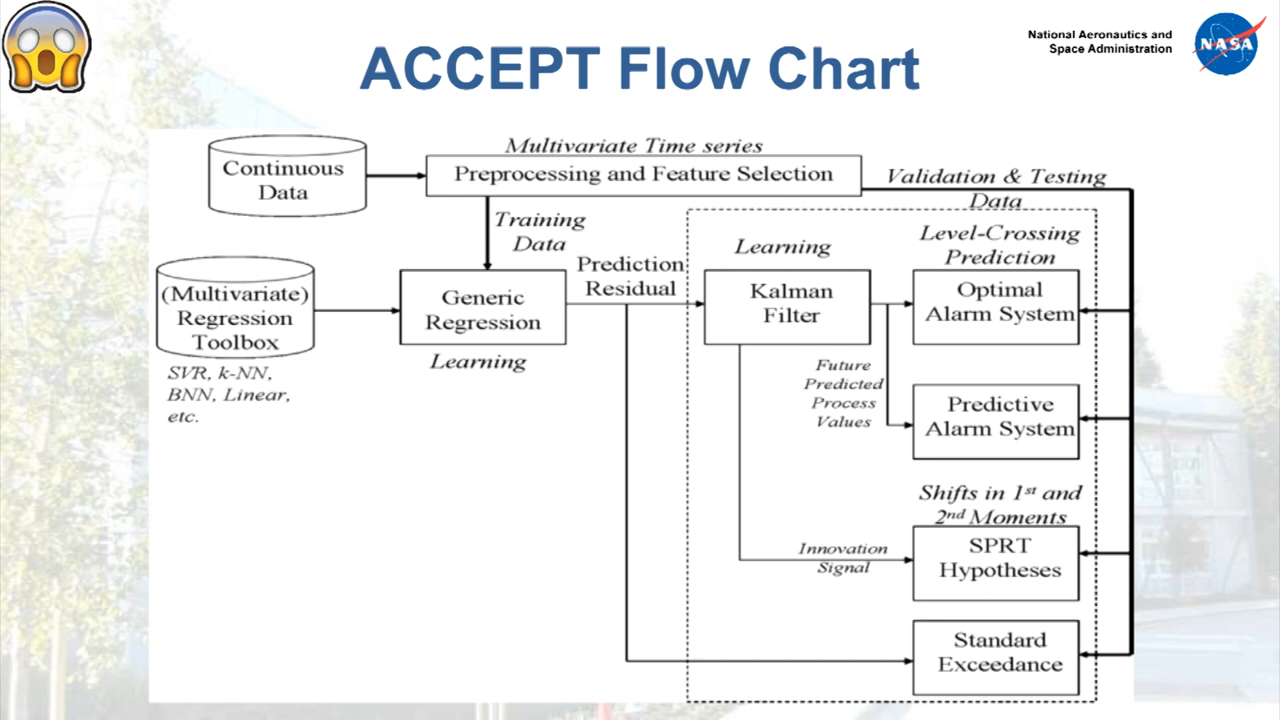 National Aeronautics and
Space Administration
NASA
ACCEPT Flow Chart
Multivariate Time series
Continuous
Data
Preprocessing and Feature Selection
Validation & Testing
Data
Training
Data
Learning
Level-Crossing
Prediction
Prediction
Residual
(Multivariate)
Regression
Toolbox
Generic
Regression
Kalman
Filter
Optimal
Alarm System
Learning
SVR, k-NN,
BNN, Linear,
etc.
Future
Predicted
Process
Values
Predictive
Alarm System
Shifts in 1st and
2nd Moments
Innovation
Signal
SPRT
Hypotheses
Standard
Exceedance